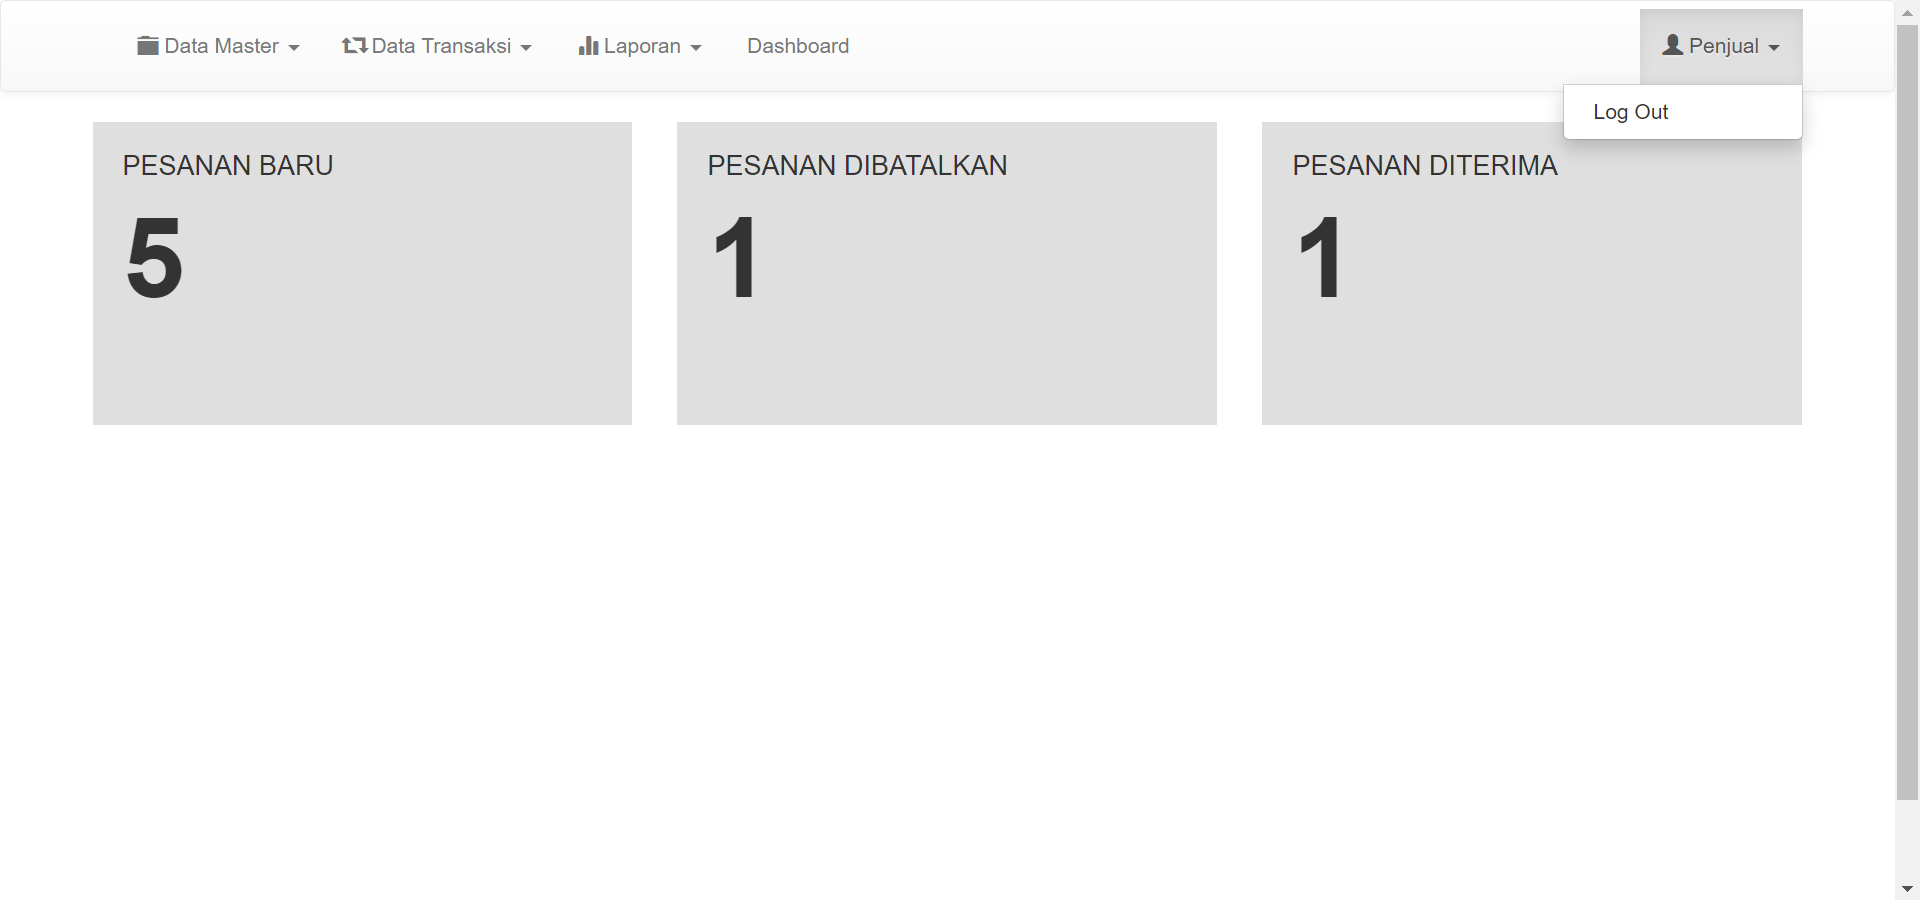 Data Master
Data Transaksi
Laporan
Dashboard
Penjual
Log Out
PESANAN BARU
5
PESANAN DIBATALKAN
1
PESANAN DITERIMA
1